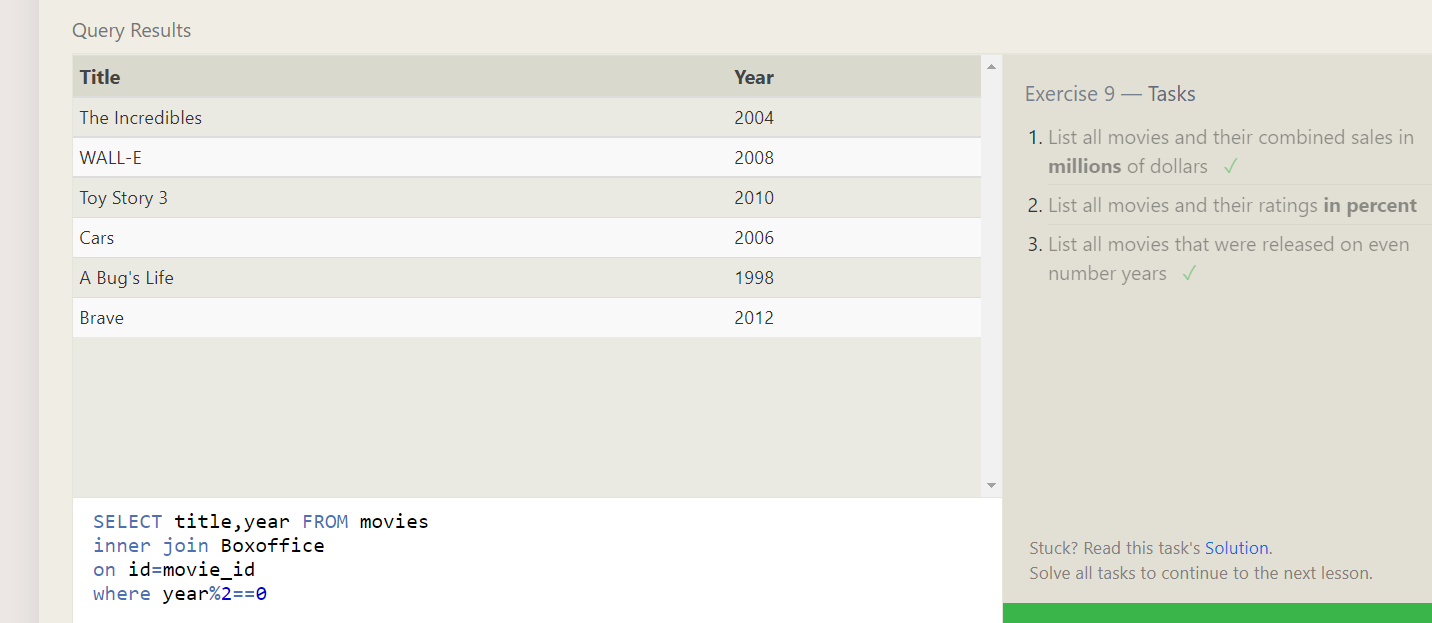 Query Results
Title Year
The Incredibles 2004
WALL-E 2008
Toy Story 3 2010
Cars 2006
A Bug's Life 1998
Brave 2012
SELECT title,year FROM movies
inner join Boxoffice
on id=movie_id
where year%2==0
Exercise 9 — Tasks
1. List all movies and their combined sales in
millions of dollars ✓
2. List all movies and their ratings in percent
3. List all movies that were released on even
number years ✓
Stuck? Read this task's Solution.
Solve all tasks to continue to the next lesson.